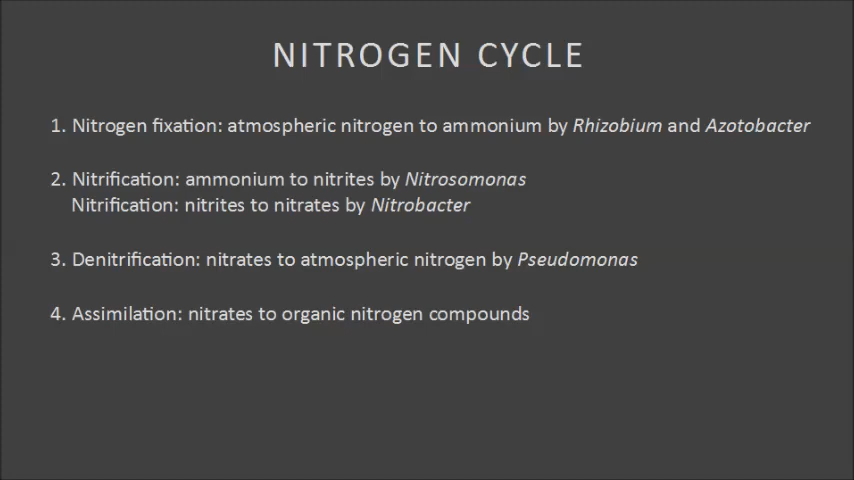 NITROGEN CYCLE
1. Nitrogen fixation: atmospheric nitrogen to ammonium by Rhizobium and Azotobacter
2. Nitrification: ammonium to nitrites by Nitrosomonas
Nitrification: nitrites to nitrates by Nitrobacter
3. Denitrification: nitrates to atmospheric nitrogen by Pseudomonas
4. Assimilation: nitrates to organic nitrogen compounds